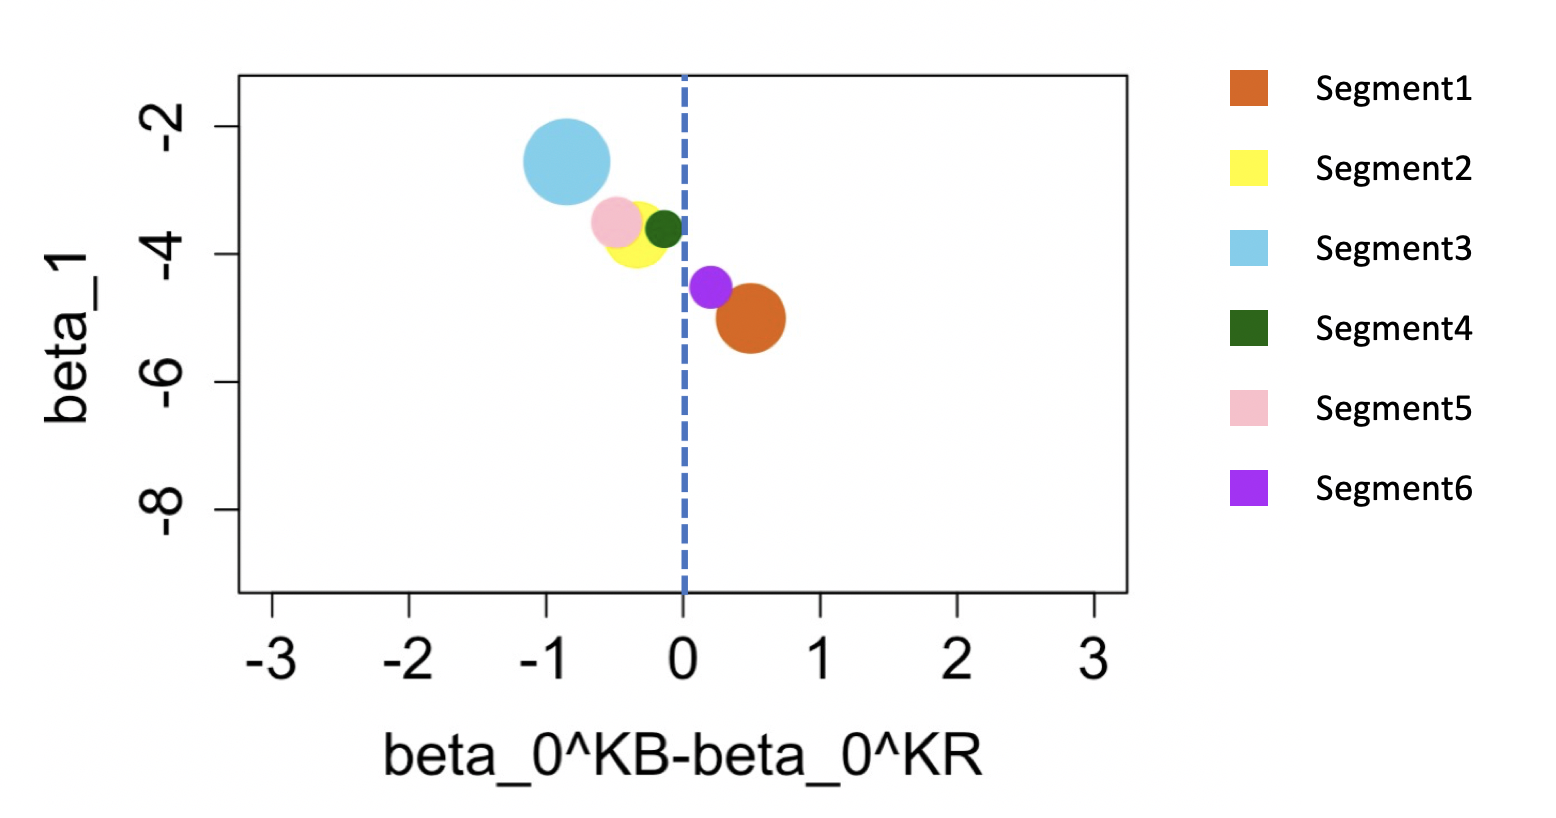 beta_1
-2
-4
-6
-8
-3 -2 -1 0 1 2 3
beta_0^KB-beta_0^KR
Segment1
Segment2
Segment3
Segment4
Segment5
Segment6